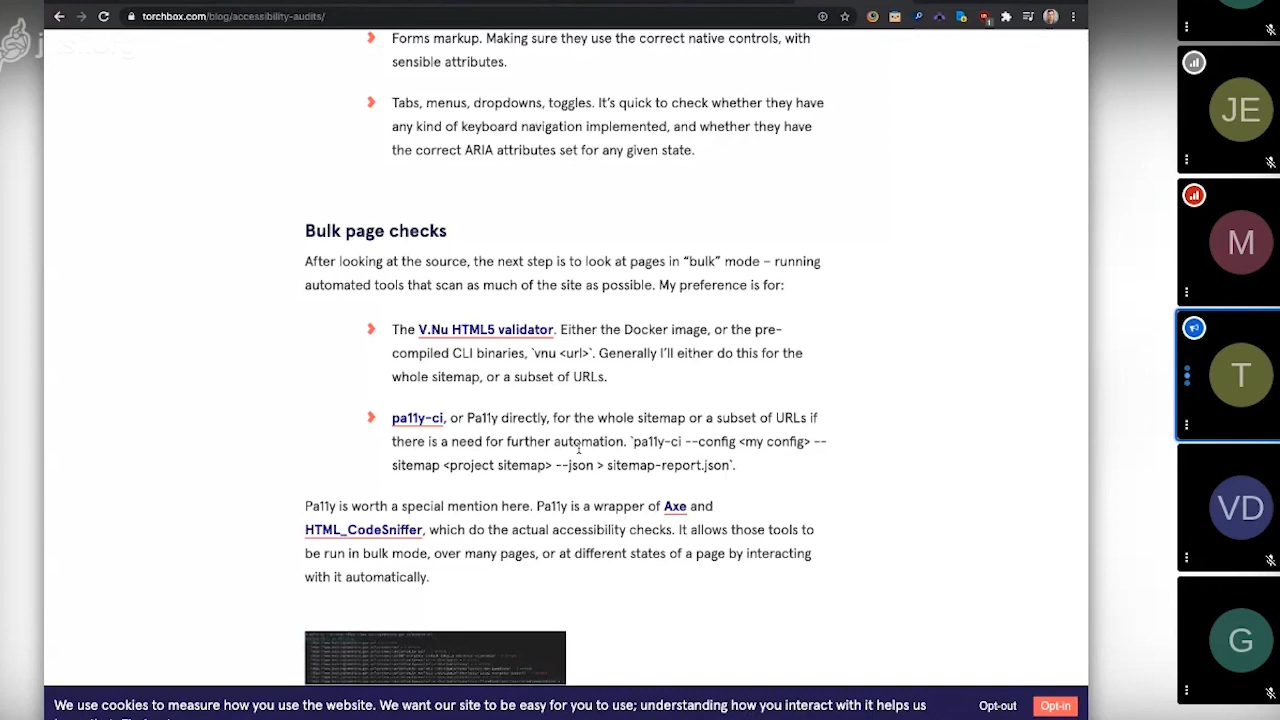 torchbox.com/blog/accessibility-audits/
Forms markup. Making sure they use the correct native controls, with
sensible attributes.
Tabs, menus, dropdowns, toggles. It’s quick to check whether they have
any kind of keyboard navigation implemented, and whether they have
the correct ARIA attributes set for any given state.
Bulk page checks
After looking at the source, the next step is to look at pages in “bulk” mode – running
automated tools that scan as much of the site as possible. My preference is for:
The V.Nu HTML5 validator. Either the Docker image, or the pre-
compiled CLI binaries, `vnu <url>`. Generally I’ll either do this for the
whole sitemap, or a subset of URLs.
pa11y-ci, or Pa11y directly, for the whole sitemap or a subset of URLs if
there is a need for further automation. `pa11y-ci --config <my config> --
sitemap <project sitemap> --json > sitemap-report.json`.
Pa11y is worth a special mention here. Pa11y is a wrapper of Axe and
HTML_CodeSniffer, which do the actual accessibility checks. It allows those tools to
be run in bulk mode, over many pages, or at different states of a page by interacting
with it automatically.
We use cookies to measure how you use the website. We want our site to be easy for you to use; understanding how you interact with it helps us
Opt-out
Opt-in
JE
M
T
VD
G